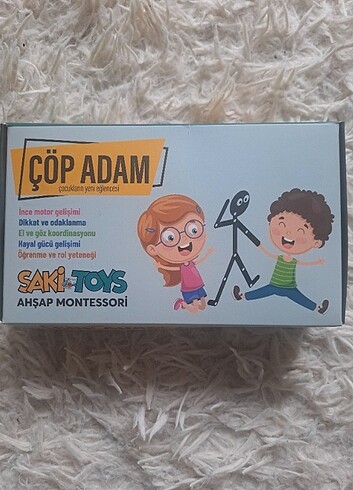 ÇÖP ADAM
çocukların yeni eğlencesi
İnce motor gelişimi
Dikkat ve odaklanma
El ve göz koordinasyonu
Hayal gücü gelişimi
Öğrenme ve rol yeteneği
SAKİ TOYS
AHŞAP MONTESSORİ